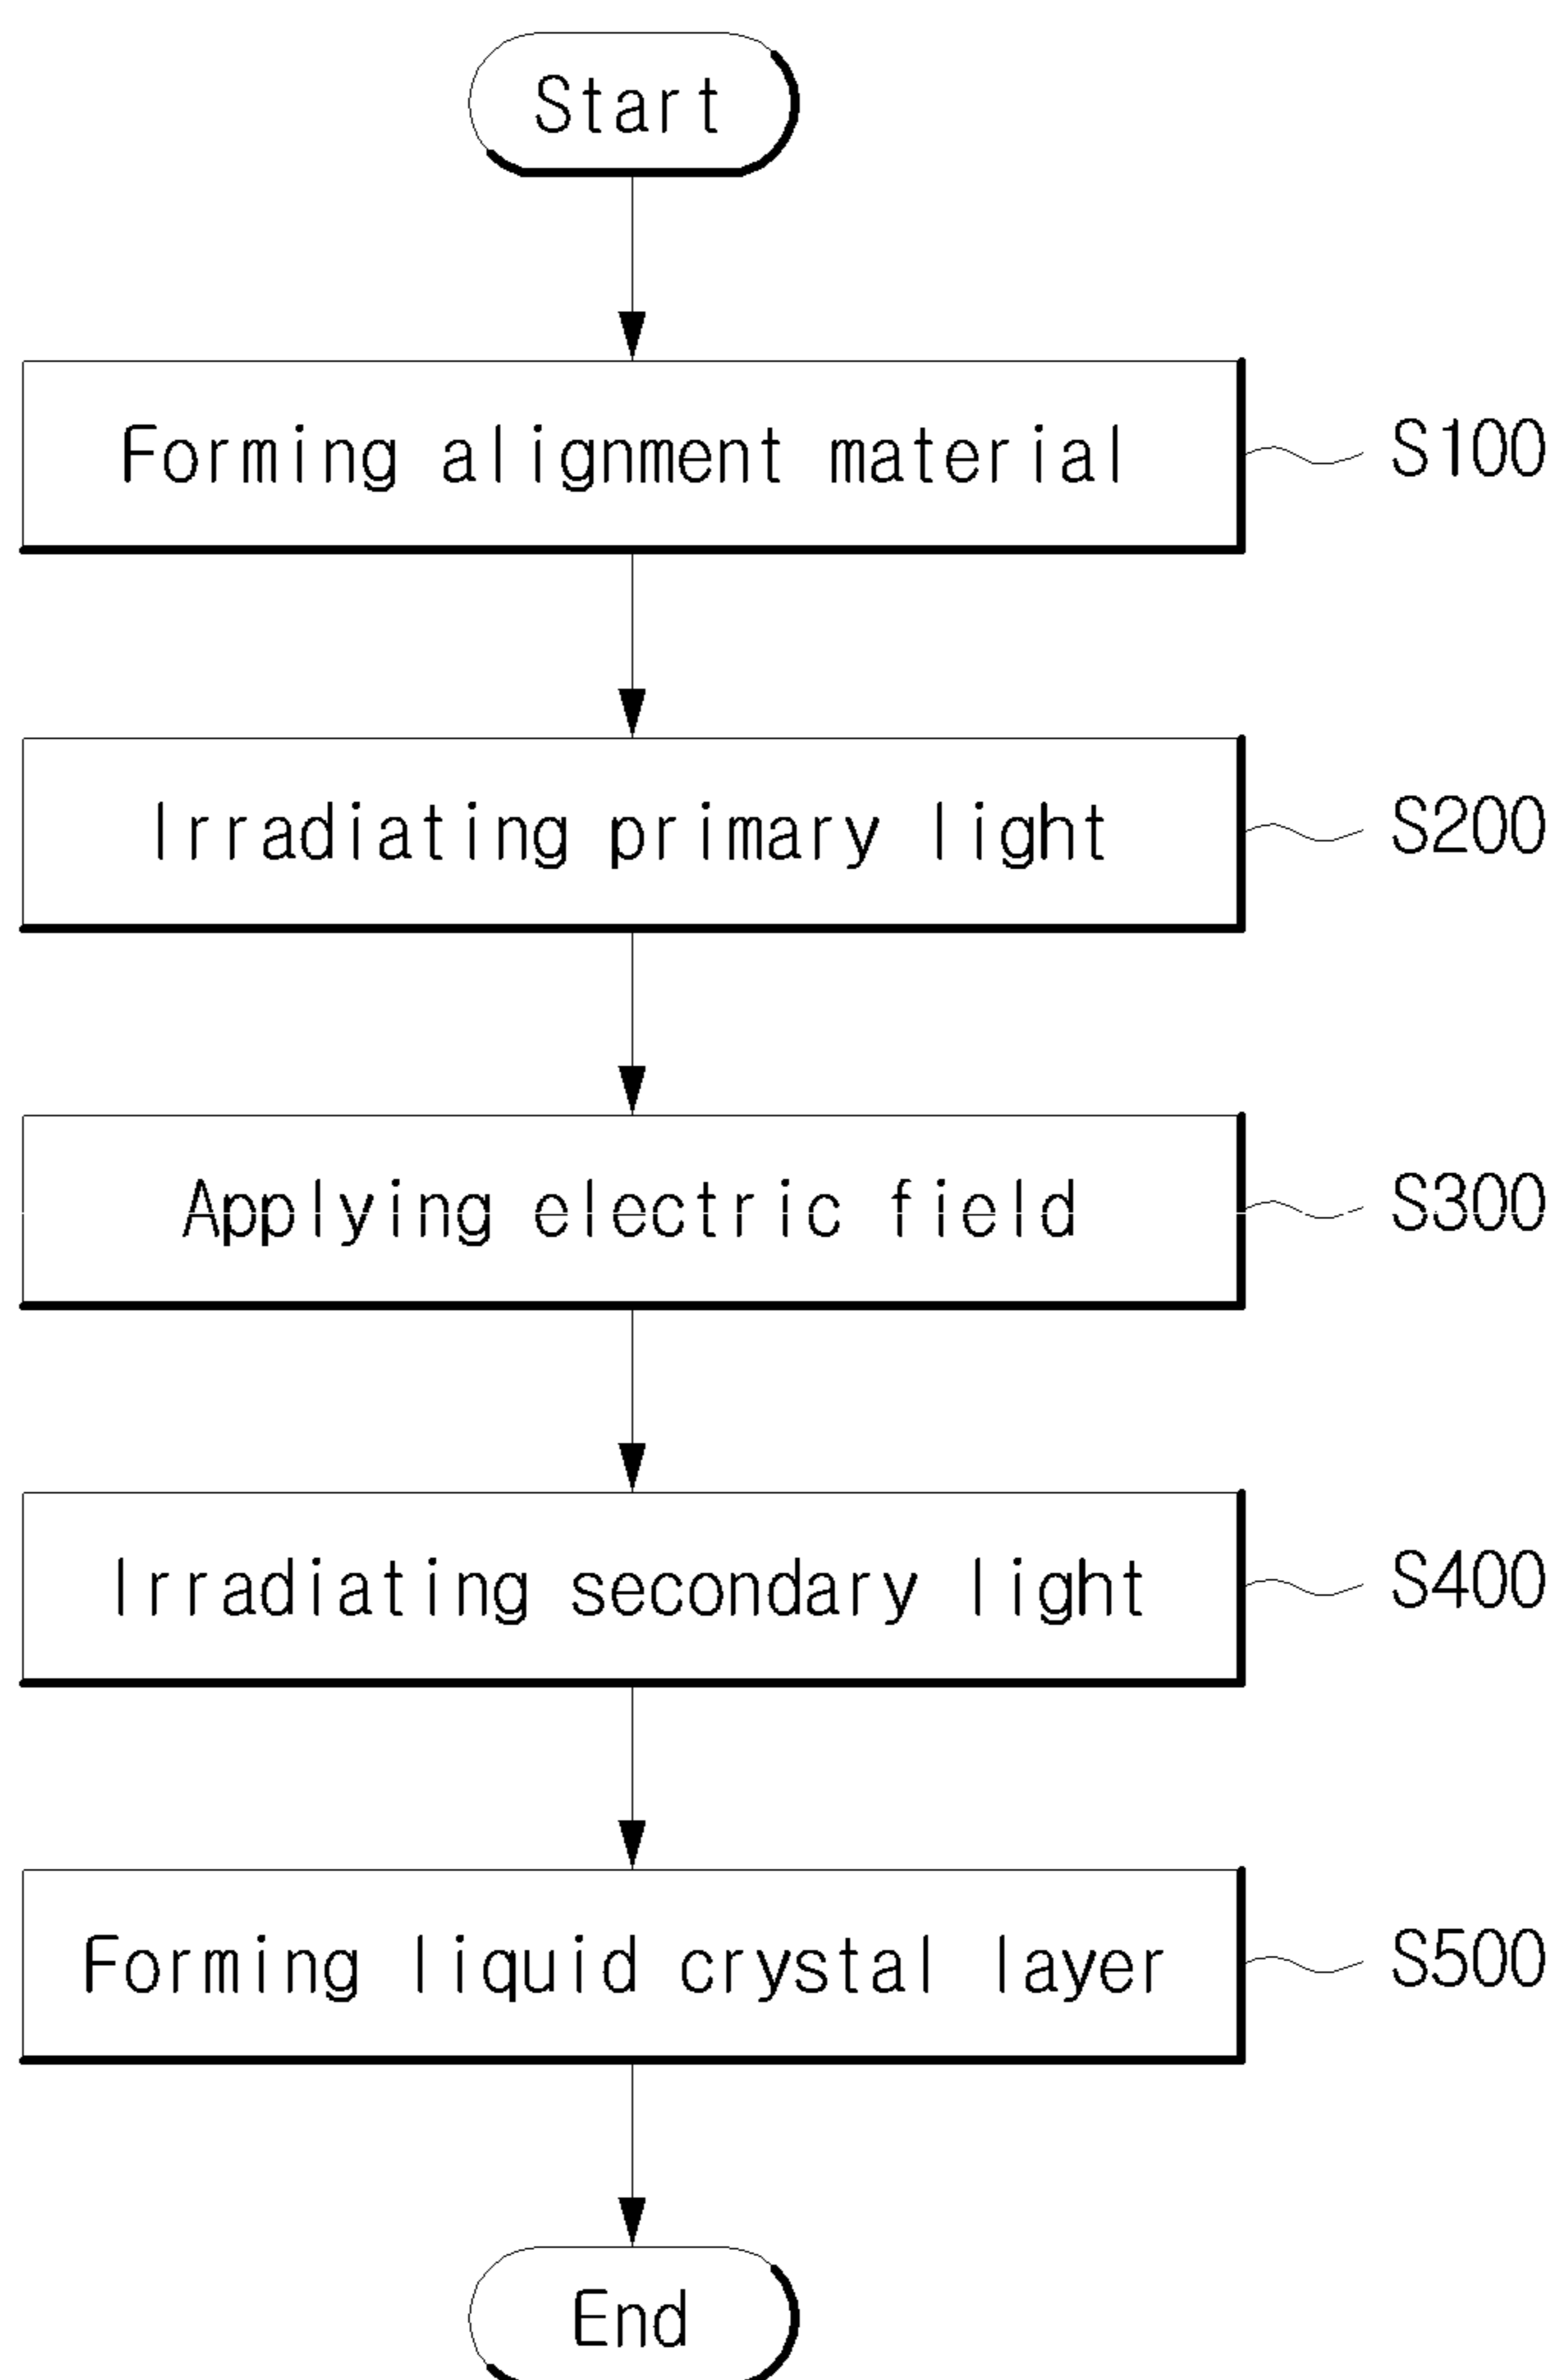 Start
Forming alignment material S100
Irradiating primary light S200
Applying electric field S300
Irradiating secondary light S400
Forming liquid crystal layer S500
End